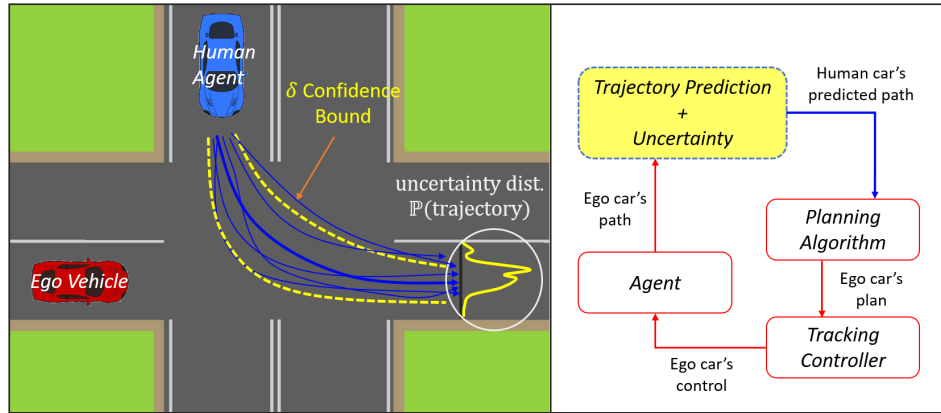 Human
Agent
δ Confidence
Bound
uncertainty dist.
ℙ(trajectory)
Ego Vehicle
Trajectory Prediction
+
Uncertainty
Human car's
predicted path
Ego car's
path
Planning
Algorithm
Agent
Ego car's
plan
Tracking
Controller
Ego car's
control